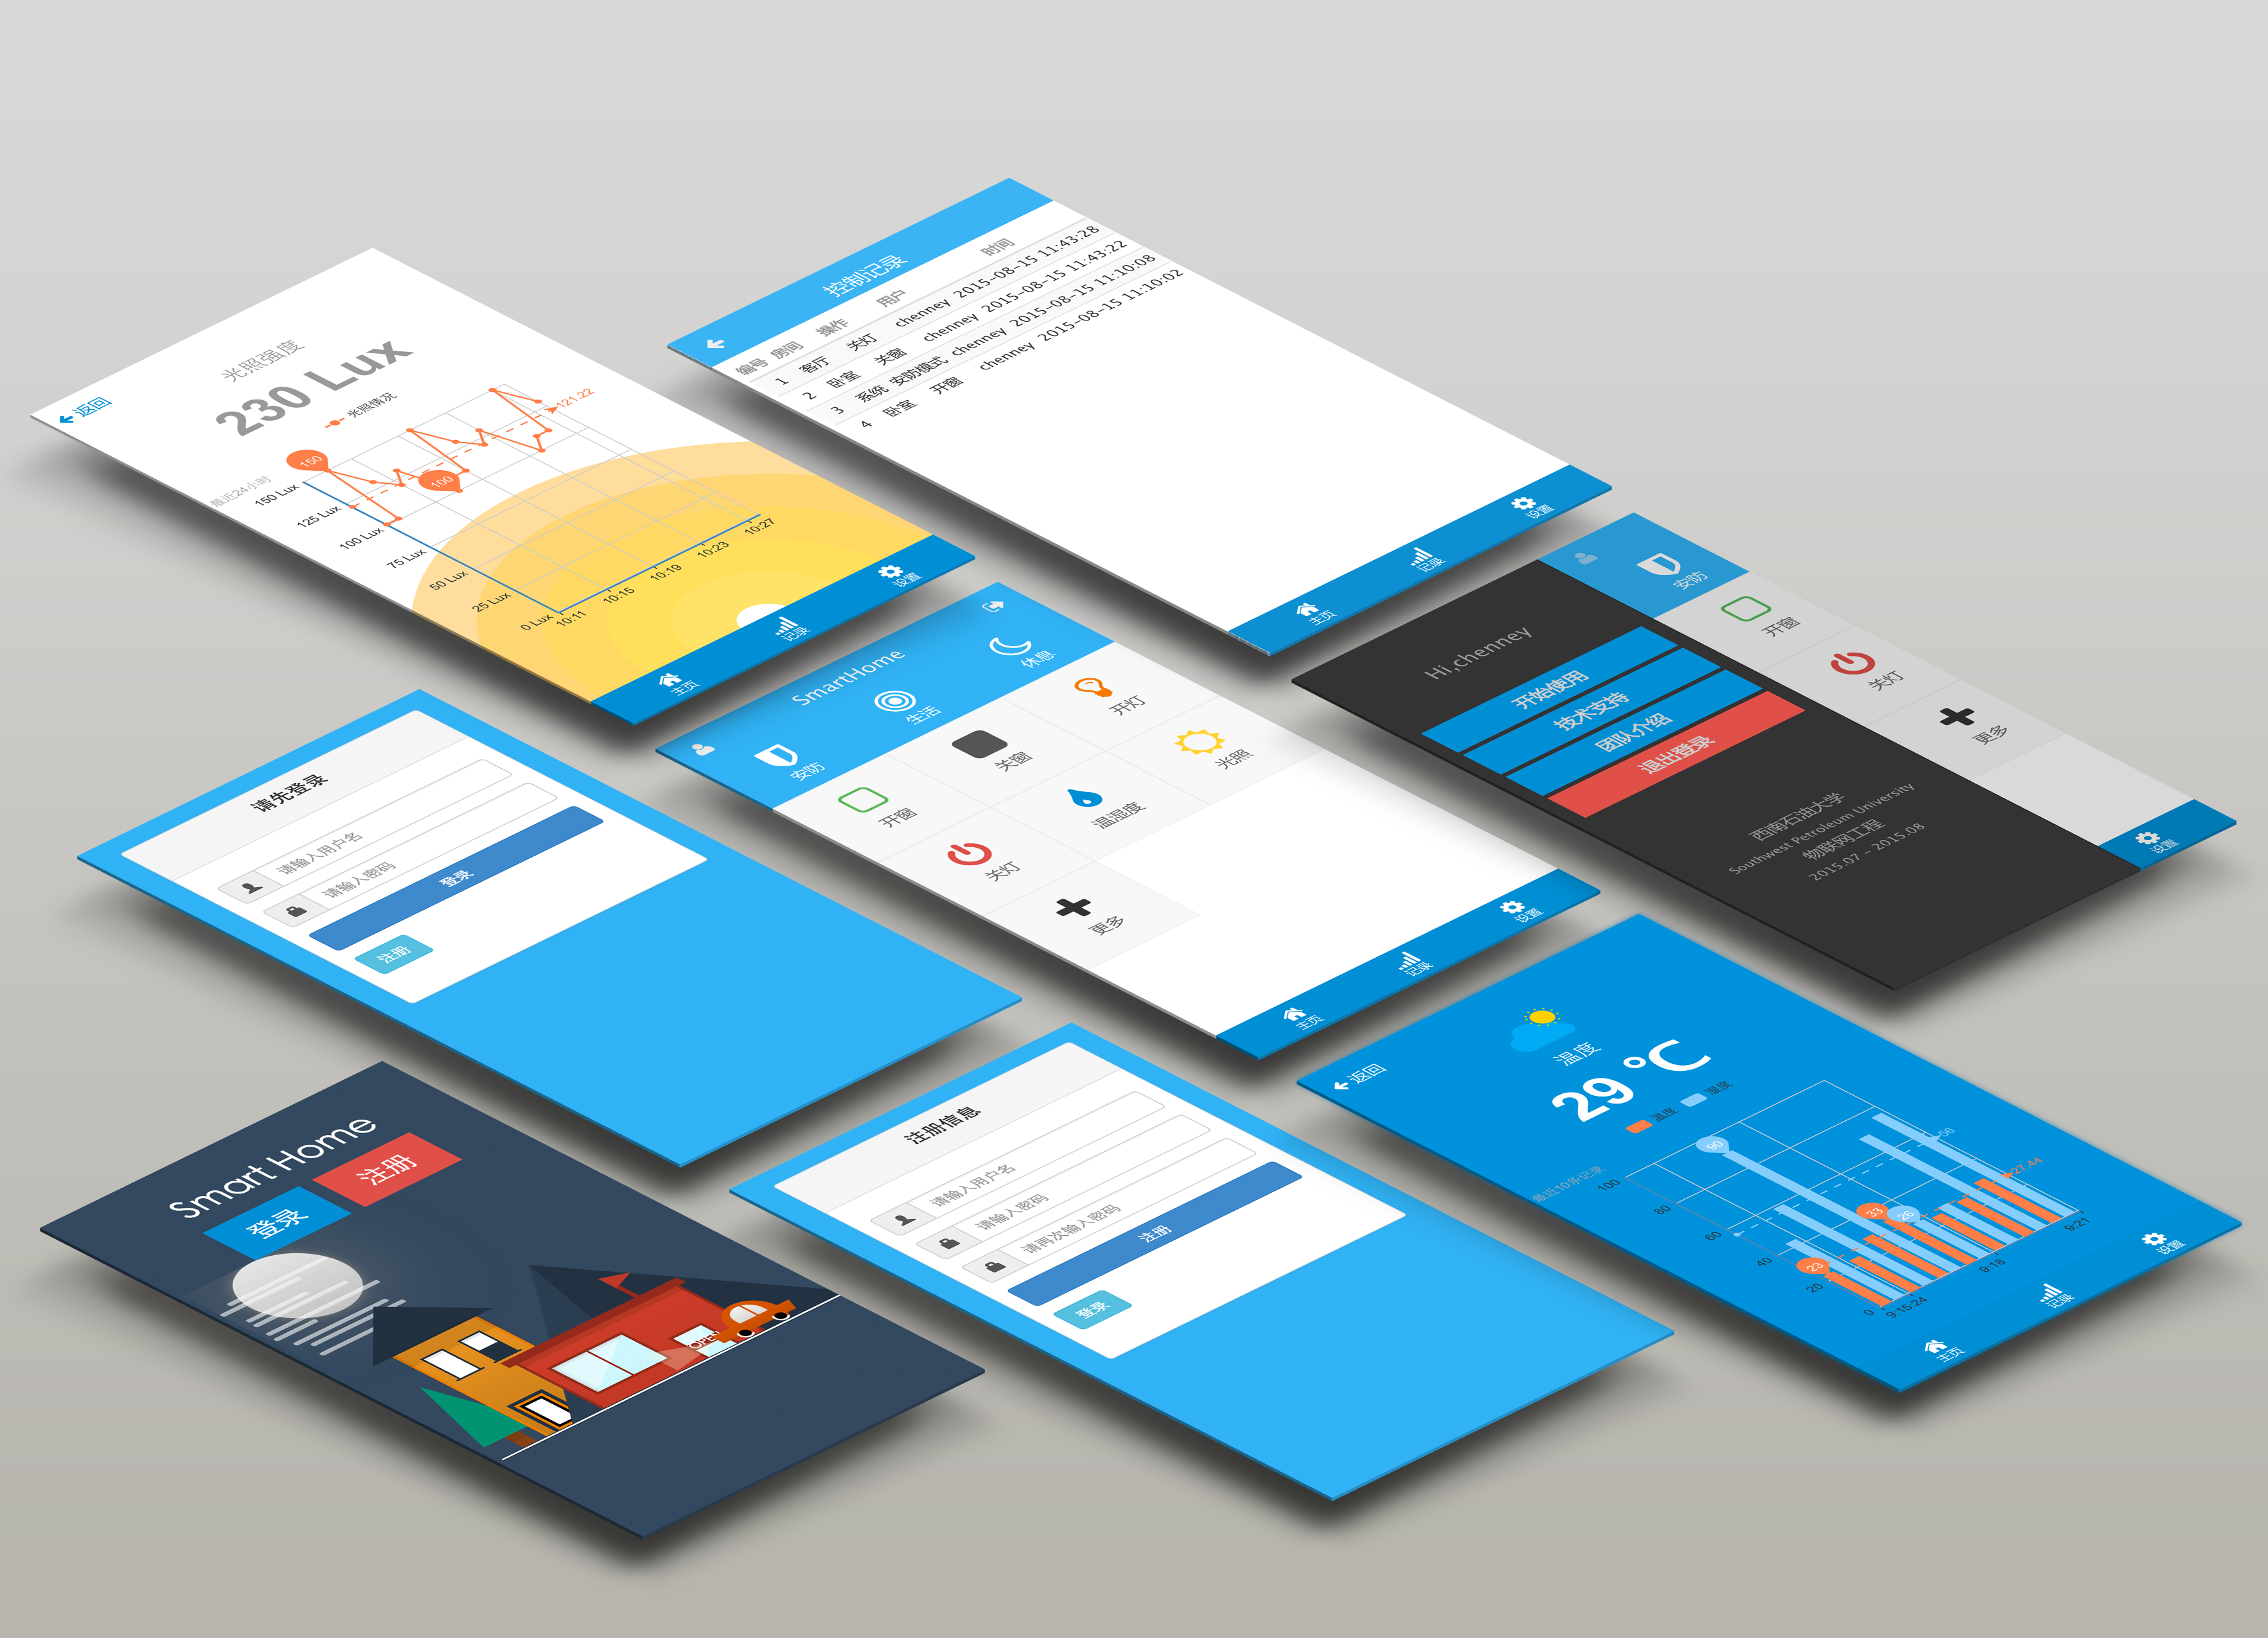 返回
光照强度
230 Lux
光照情况
最近24小时
150
100
121.22
150 Lux
125 Lux
100 Lux
75 Lux
50 Lux
25 Lux
0 Lux
10:11
10:15
10:19
10:23
10:27
主页
记录
设置
控制记录
编号 房间 操作 用户 时间
1 客厅 关灯 chenney 2015-08-15 11:43:28
2 卧室 关窗 chenney 2015-08-15 11:43:22
3 系统 安防模式 chenney 2015-08-15 11:10:08
4 卧室 开窗 chenney 2015-08-15 11:10:02
主页
记录
设置
请先登录
请输入用户名
请输入密码
登录
注册
SmartHome
安防
生活
休息
开窗
关窗
开灯
关灯
温湿度
光照
更多
主页
记录
设置
Hi,chenney
开始使用
技术支持
团队介绍
退出登录
西南石油大学
Southwest Petroleum University
物联网工程
2015.07 - 2015.08
安防
开窗
关灯
更多
设置
Smart Home
登录
注册
OPEN
注册信息
请输入用户名
请输入密码
请再次输入密码
注册
登录
返回
温度
29 °C
温度
湿度
最近10条记录
90
56
33
26
27.44
23
100
80
60
40
20
0
9:15:24
9:18
9:21
主页
记录
设置